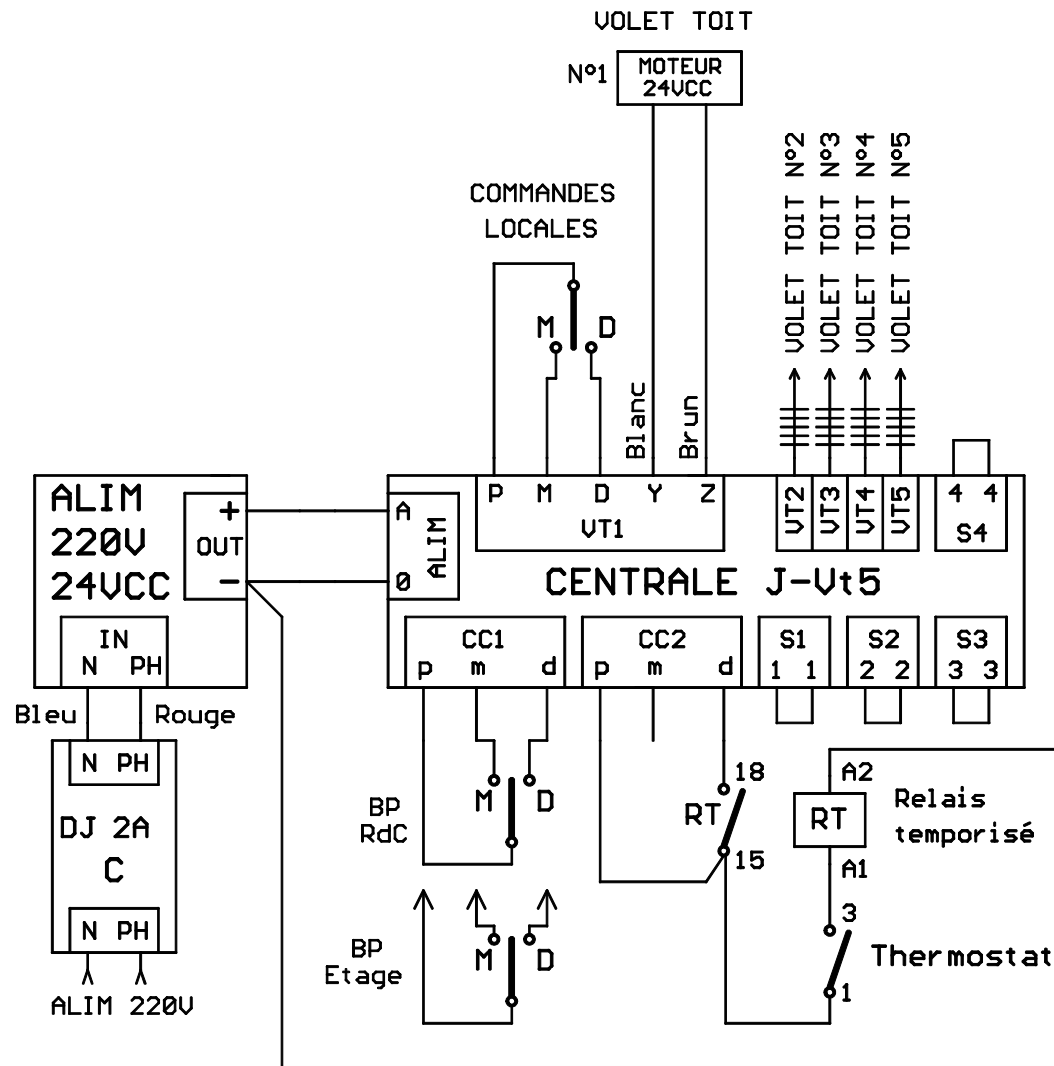 VOLET TOIT
N°1
MOTEUR
24VCC
COMMANDES
LOCALES
M D
Blanc
Brun
VOLET TOIT N°2
VOLET TOIT N°3
VOLET TOIT N°4
VOLET TOIT N°5
ALIM
220V
24VCC
+
OUT
-
A
0
ALIM
P M D Y Z
VT1
VT2
VT3
VT4
VT5
4 4
S4
CENTRALE J-Vt5
IN
N PH
CC1
p m d
CC2
p m d
S1
1 1
S2
2 2
S3
3 3
Bleu
Rouge
N PH
DJ 2A
C
N PH
ALIM 220V
BP
RdC
M D
BP
Etage
M D
18
RT
15
A2
RT
A1
Relais
temporisé
3
Thermostat
1